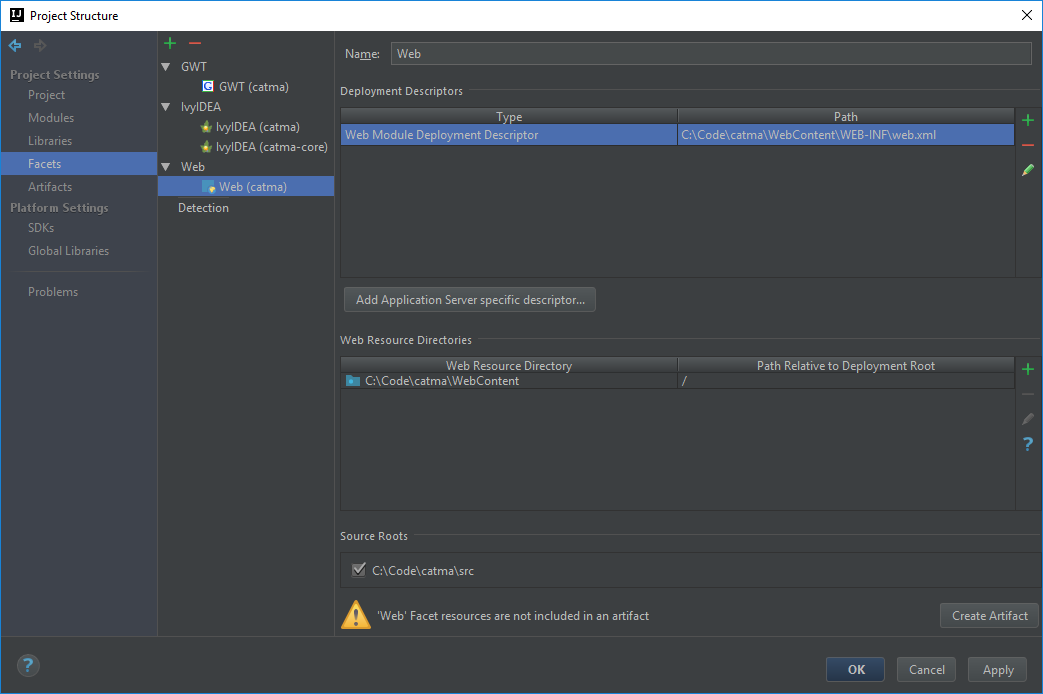 Project Structure
Project Settings
Project
Modules
Libraries
Facets
Artifacts
Platform Settings
SDKs
Global Libraries
Problems
GWT
GWT (catma)
IvyIDEA
IvyIDEA (catma)
IvyIDEA (catma-core)
Web
Web (catma)
Detection
Name: Web
Deployment Descriptors
Type Path
Web Module Deployment Descriptor C:\Code\catma\WebContent\WEB-INF\web.xml
Add Application Server specific descriptor...
Web Resource Directories
Web Resource Directory Path Relative to Deployment Root
C:\Code\catma\WebContent /
Source Roots
C:\Code\catma\src
'Web' Facet resources are not included in an artifact Create Artifact
? OK Cancel Apply